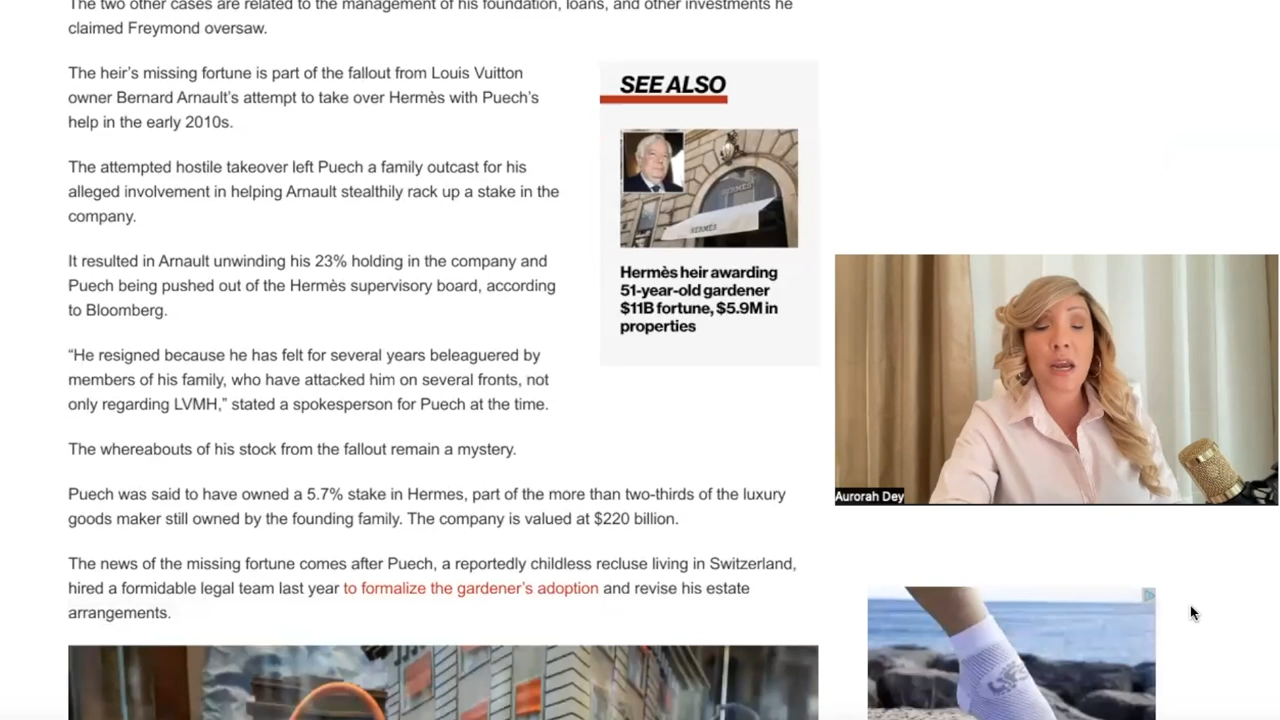 The two other cases are related to the management of his foundation, loans, and other investments he
claimed Freymond oversaw.
The heir’s missing fortune is part of the fallout from Louis Vuitton
owner Bernard Arnault’s attempt to take over Hermès with Puech’s
help in the early 2010s.
The attempted hostile takeover left Puech a family outcast for his
alleged involvement in helping Arnault stealthily rack up a stake in the
company.
It resulted in Arnault unwinding his 23% holding in the company and
Puech being pushed out of the Hermès supervisory board, according
to Bloomberg.
“He resigned because he has felt for several years beleaguered by
members of his family, who have attacked him on several fronts, not
only regarding LVMH,” stated a spokesperson for Puech at the time.
The whereabouts of his stock from the fallout remain a mystery.
Puech was said to have owned a 5.7% stake in Hermes, part of the more than two-thirds of the luxury
goods maker still owned by the founding family. The company is valued at $220 billion.
The news of the missing fortune comes after Puech, a reportedly childless recluse living in Switzerland,
hired a formidable legal team last year to formalize the gardener’s adoption and revise his estate
arrangements.
SEE ALSO
HERMES
HERMES
Hermès heir awarding
51-year-old gardener
$11B fortune, $5.9M in
properties
Aurorah Dey